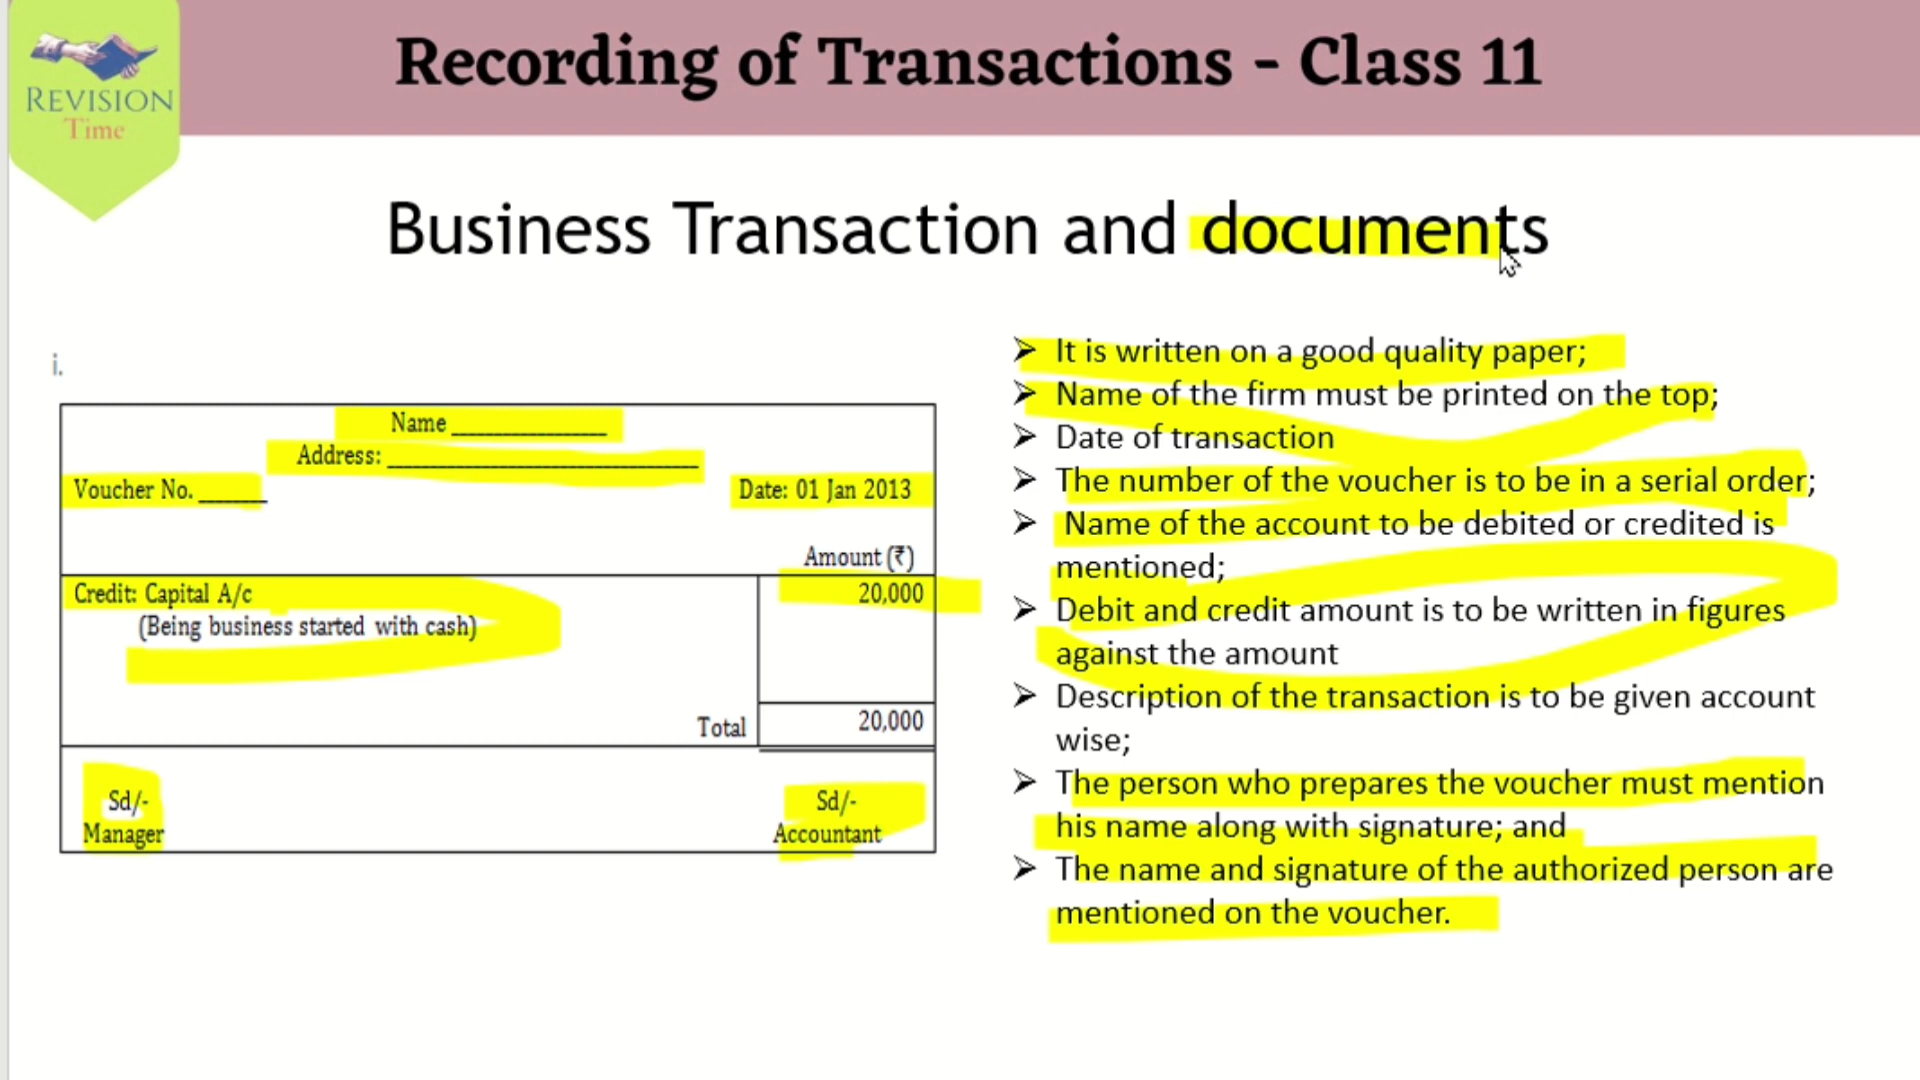 REVISION
Time
Recording of Transactions - Class 11
Business Transaction and documents
i.
Name ________________
Address: ________________________________
Voucher No. _______ Date: 01 Jan 2013
Amount (₹)
Credit: Capital A/c 20,000
(Being business started with cash)
Total 20,000
Sd/- Sd/-
Manager Accountant
➢ It is written on a good quality paper;
➢ Name of the firm must be printed on the top;
➢ Date of transaction
➢ The number of the voucher is to be in a serial order;
➢ Name of the account to be debited or credited is
mentioned;
➢ Debit and credit amount is to be written in figures
against the amount
➢ Description of the transaction is to be given account
wise;
➢ The person who prepares the voucher must mention
his name along with signature; and
➢ The name and signature of the authorized person are
mentioned on the voucher.